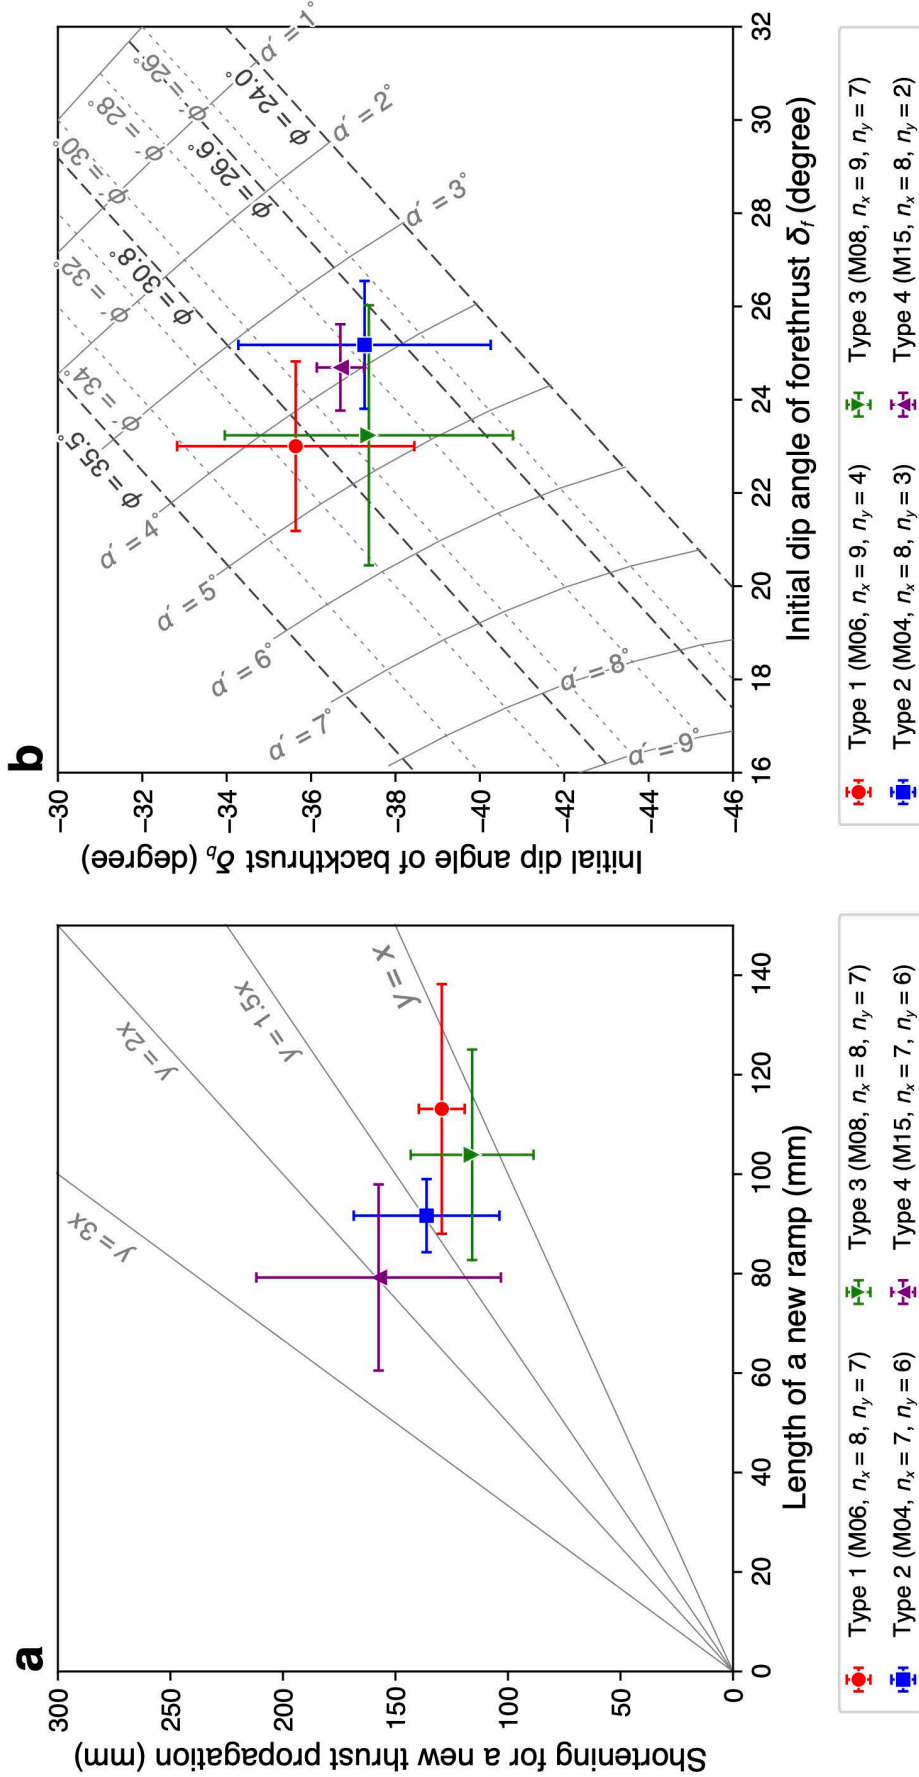 a
Shortening for a new thrust propagation (mm)
300
250
200
150
100
50
0
y = 3x
y = 2x
y = 1.5x
y = x
0 20 40 60 80 100 120 140
Length of a new ramp (mm)
Type 1 (M06, nx = 8, ny = 7)
Type 2 (M04, nx = 7, ny = 6)
Type 3 (M08, nx = 8, ny = 7)
Type 4 (M15, nx = 7, ny = 6)
b
Initial dip angle of backthrust δb (degree)
−30
−32
−34
−36
−38
−40
−42
−44
−46
ϕ = 35.5°
ϕ′ = 34°
ϕ′ = 32°
ϕ = 30.8°
ϕ′ = 30°
ϕ′ = 28°
ϕ = 26.6°
ϕ′ = 26°
ϕ = 24.0°
α′ = 1°
α′ = 2°
α′ = 3°
α′ = 4°
α′ = 5°
α′ = 6°
α′ = 7°
α′ = 8°
α′ = 9°
16 18 20 22 24 26 28 30 32
Initial dip angle of forethrust δf (degree)
Type 1 (M06, nx = 9, ny = 4)
Type 2 (M04, nx = 8, ny = 3)
Type 3 (M08, nx = 9, ny = 7)
Type 4 (M15, nx = 8, ny = 2)